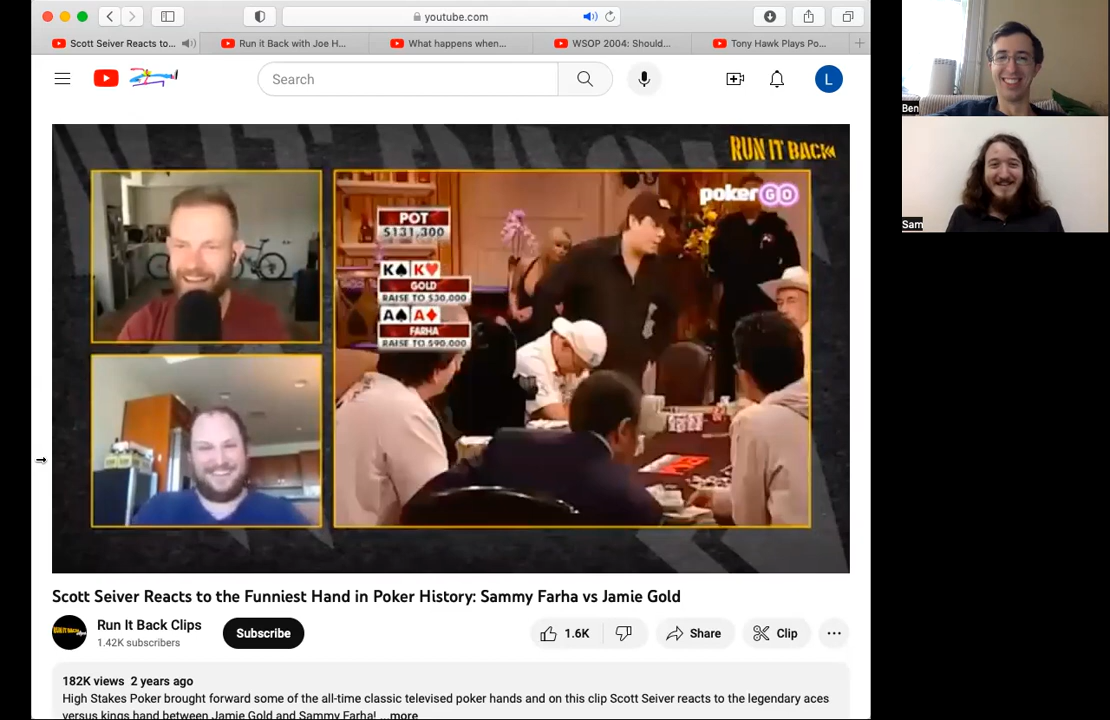 youtube.com
Scott Seiver Reacts to...
Run it Back with Joe H...
What happens when...
WSOP 2004: Should...
Tony Hawk Plays Po...
Search
L
RUN IT BACK
pokerGO
POT
$131,300
K♠ K♥
GOLD
RAISE TO $30,000
A♠ A♦
FARHA
RAISE TO $90,000
Ben
Sam
Scott Seiver Reacts to the Funniest Hand in Poker History: Sammy Farha vs Jamie Gold
Run It Back Clips
1.42K subscribers
Subscribe
1.6K
Share
Clip
182K views 2 years ago
High Stakes Poker brought forward some of the all-time classic televised poker hands and on this clip Scott Seiver reacts to the legendary aces
versus kings hand between Jamie Gold and Sammy Farha! ...more